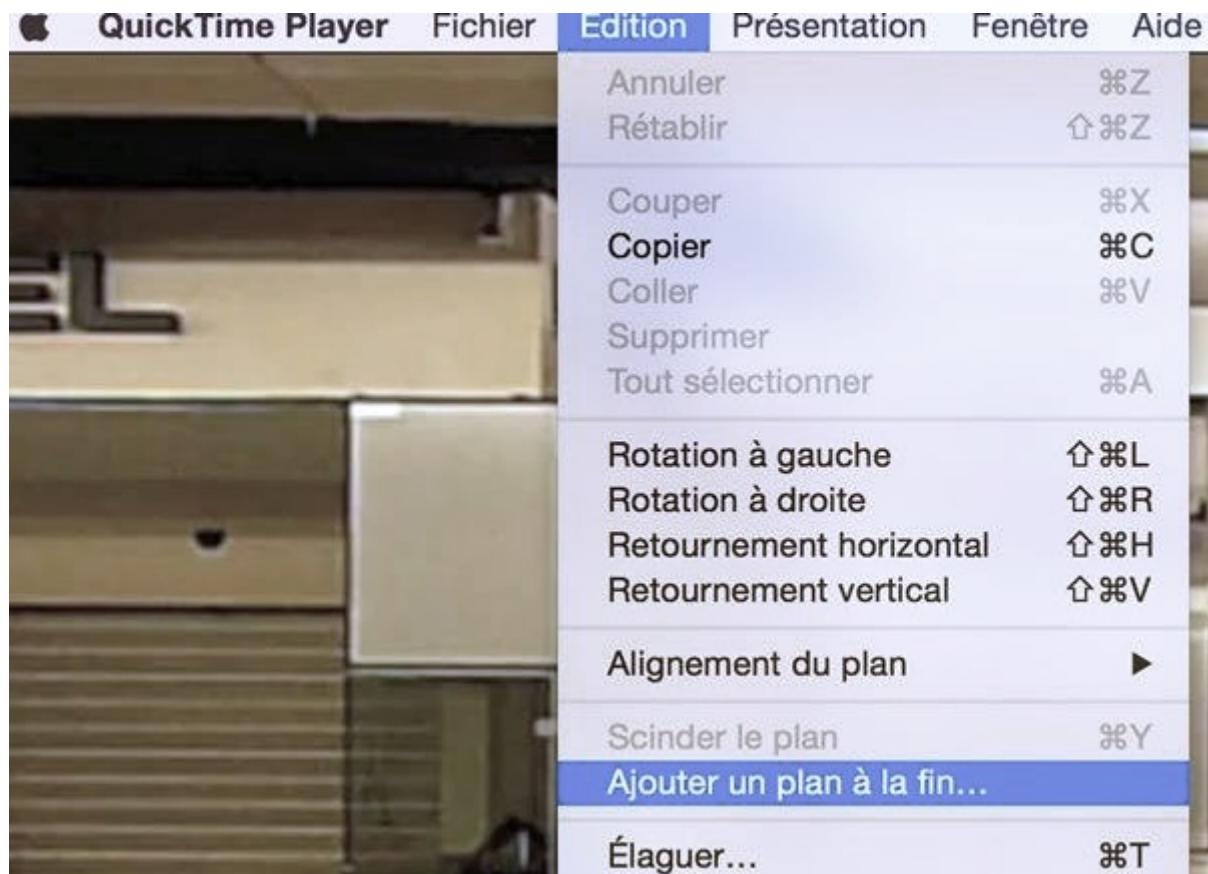 QuickTime Player Fichier Edition Présentation Fenêtre Aide
Annuler ⌘Z
Rétablir ⇧⌘Z
Couper ⌘X
Copier ⌘C
Coller ⌘V
Supprimer
Tout sélectionner ⌘A
Rotation à gauche ⇧⌘L
Rotation à droite ⇧⌘R
Retournement horizontal ⇧⌘H
Retournement vertical ⇧⌘V
Alignement du plan ▶
Scinder le plan ⌘Y
Ajouter un plan à la fin...
Élaguer... ⌘T